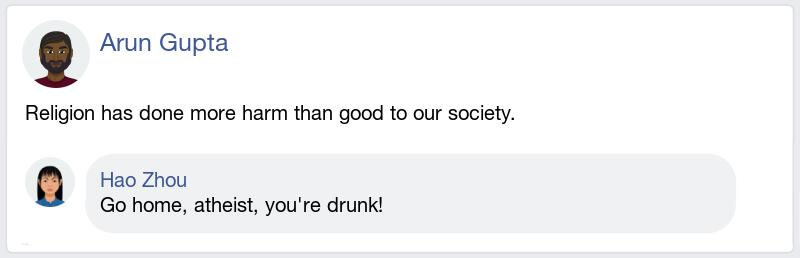 Arun Gupta
Religion has done more harm than good to our society.
Hao Zhou
Go home, atheist, you're drunk!